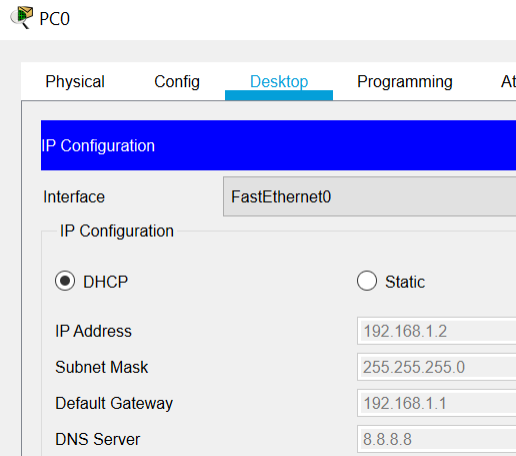 PC0
Physical Config Desktop Programming At
IP Configuration
Interface FastEthernet0
IP Configuration
DHCP Static
IP Address 192.168.1.2
Subnet Mask 255.255.255.0
Default Gateway 192.168.1.1
DNS Server 8.8.8.8